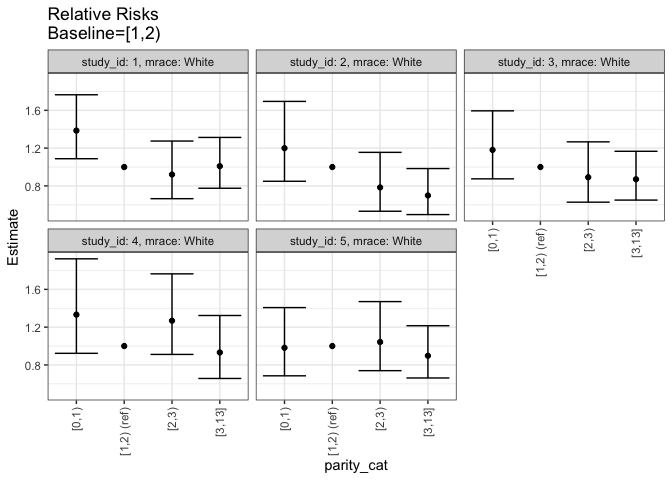 Relative Risks
Baseline=[1,2)
study_id: 1, mrace: White
study_id: 2, mrace: White
study_id: 3, mrace: White
1.6
1.2
0.8
[0,1)
[1,2) (ref)
[2,3)
[3,13]
study_id: 4, mrace: White
study_id: 5, mrace: White
1.6
1.2
0.8
[0,1)
[1,2) (ref)
[2,3)
[3,13]
[0,1)
[1,2) (ref)
[2,3)
[3,13]
Estimate
parity_cat